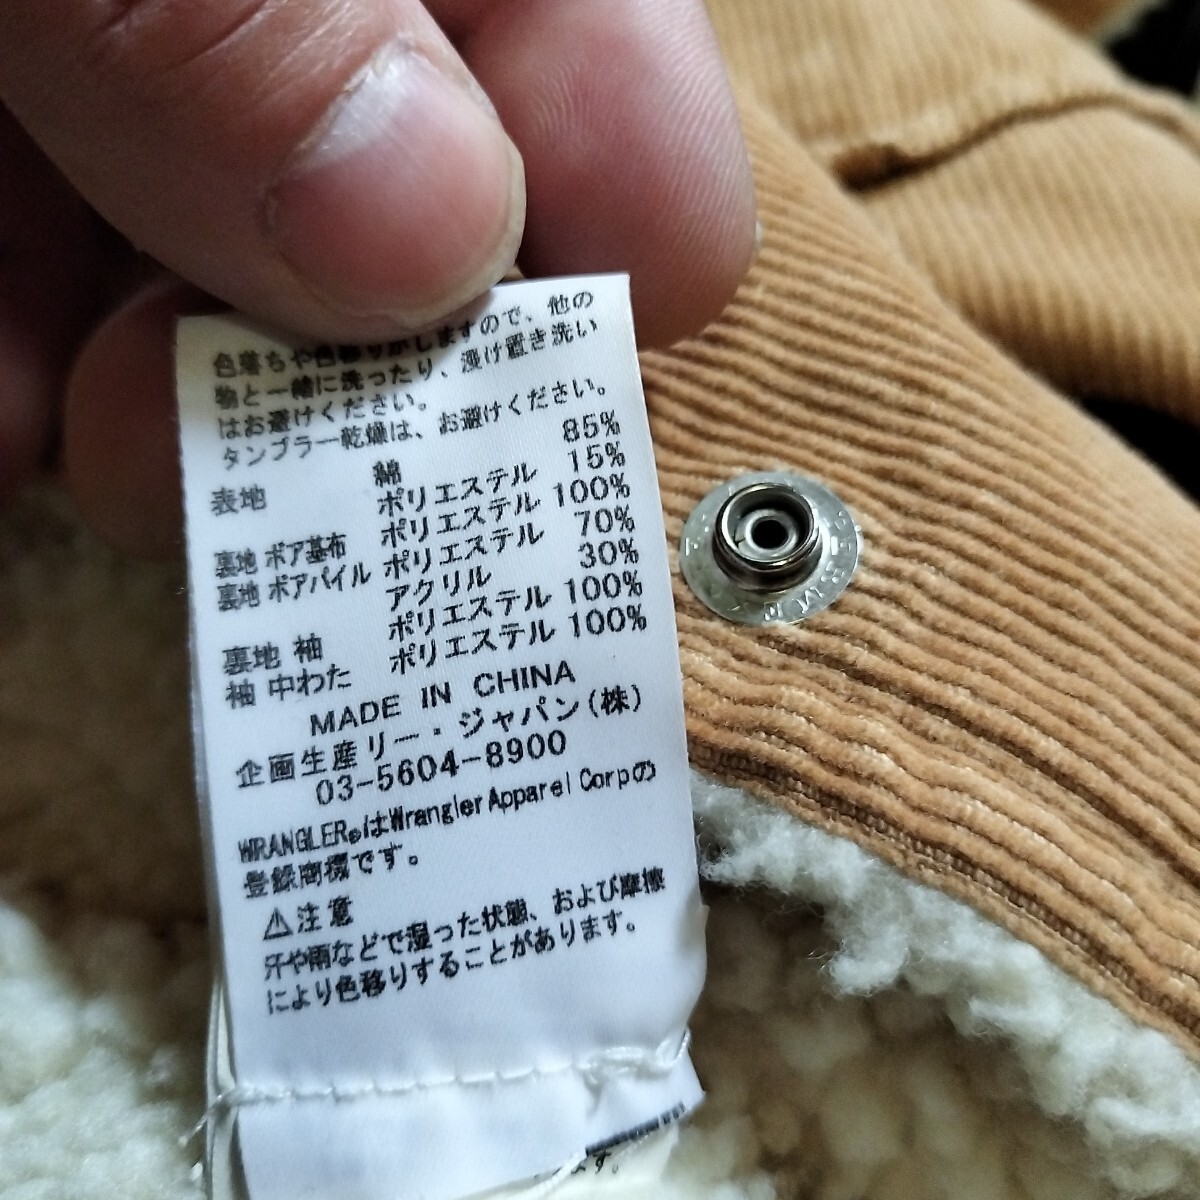 色落ちや色移りがしますので、他の
物と一緒に洗ったり、浸け置き洗い
はお避けください。
タンブラー乾燥は、お避けください。
表地 綿 85%
ポリエステル 15%
裏地 ボア基布 ポリエステル 100%
裏地 ボアパイル ポリエステル 70%
アクリル 30%
裏地 袖 ポリエステル 100%
袖 中わた ポリエステル 100%
MADE IN CHINA
企画生産リー・ジャパン(株)
03-5604-8900
WRANGLER®はWrangler Apparel Corpの
登録商標です。
⚠注意
汗や雨などで湿った状態、および摩擦
により色移りすることがあります。
ます。